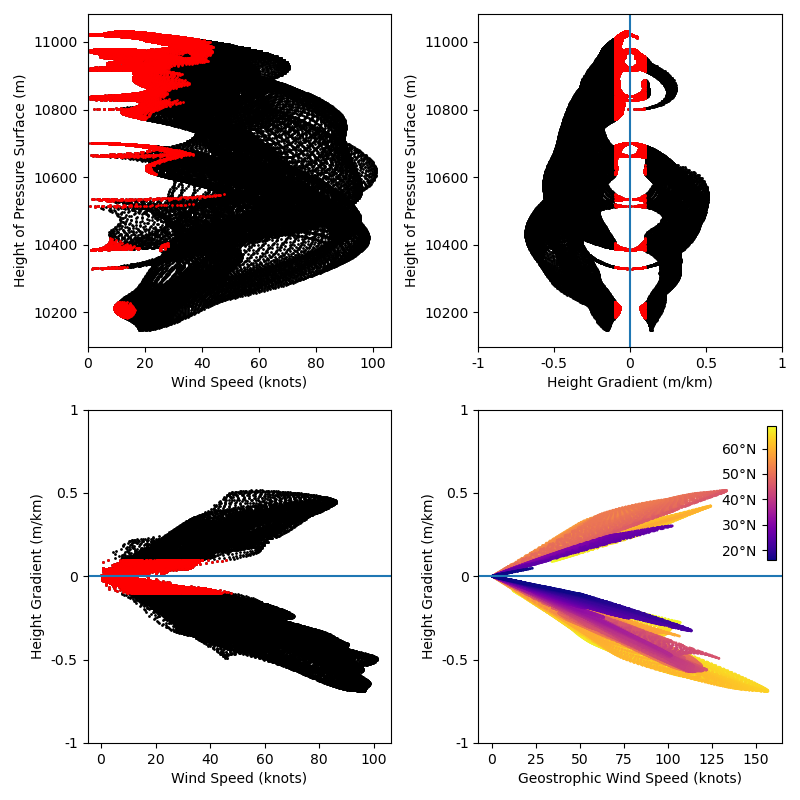 11000
10800
10600
10400
10200
Height of Pressure Surface (m)
0 20 40 60 80 100
Wind Speed (knots)
11000
10800
10600
10400
10200
Height of Pressure Surface (m)
-1 -0.5 0 0.5 1
Height Gradient (m/km)
1
0.5
0
-0.5
-1
Height Gradient (m/km)
0 20 40 60 80 100
Wind Speed (knots)
1
0.5
0
-0.5
-1
Height Gradient (m/km)
60°N
50°N
40°N
30°N
20°N
0 25 50 75 100 125 150
Geostrophic Wind Speed (knots)